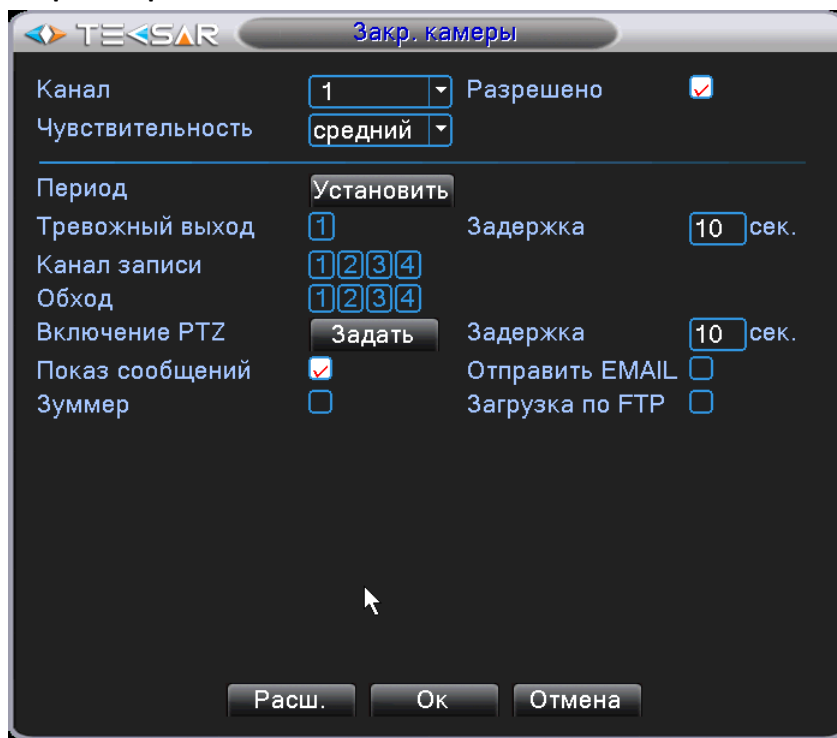 TEKSAR Закр. камеры
Канал 1 Разрешено
Чувствительность средний
Период Установить
Тревожный выход 1 Задержка 10 сек.
Канал записи 1 2 3 4
Обход 1 2 3 4
Включение PTZ Задать Задержка 10 сек.
Показ сообщений Отправить EMAIL
Зуммер Загрузка по FTP
Расш. Ок Отмена